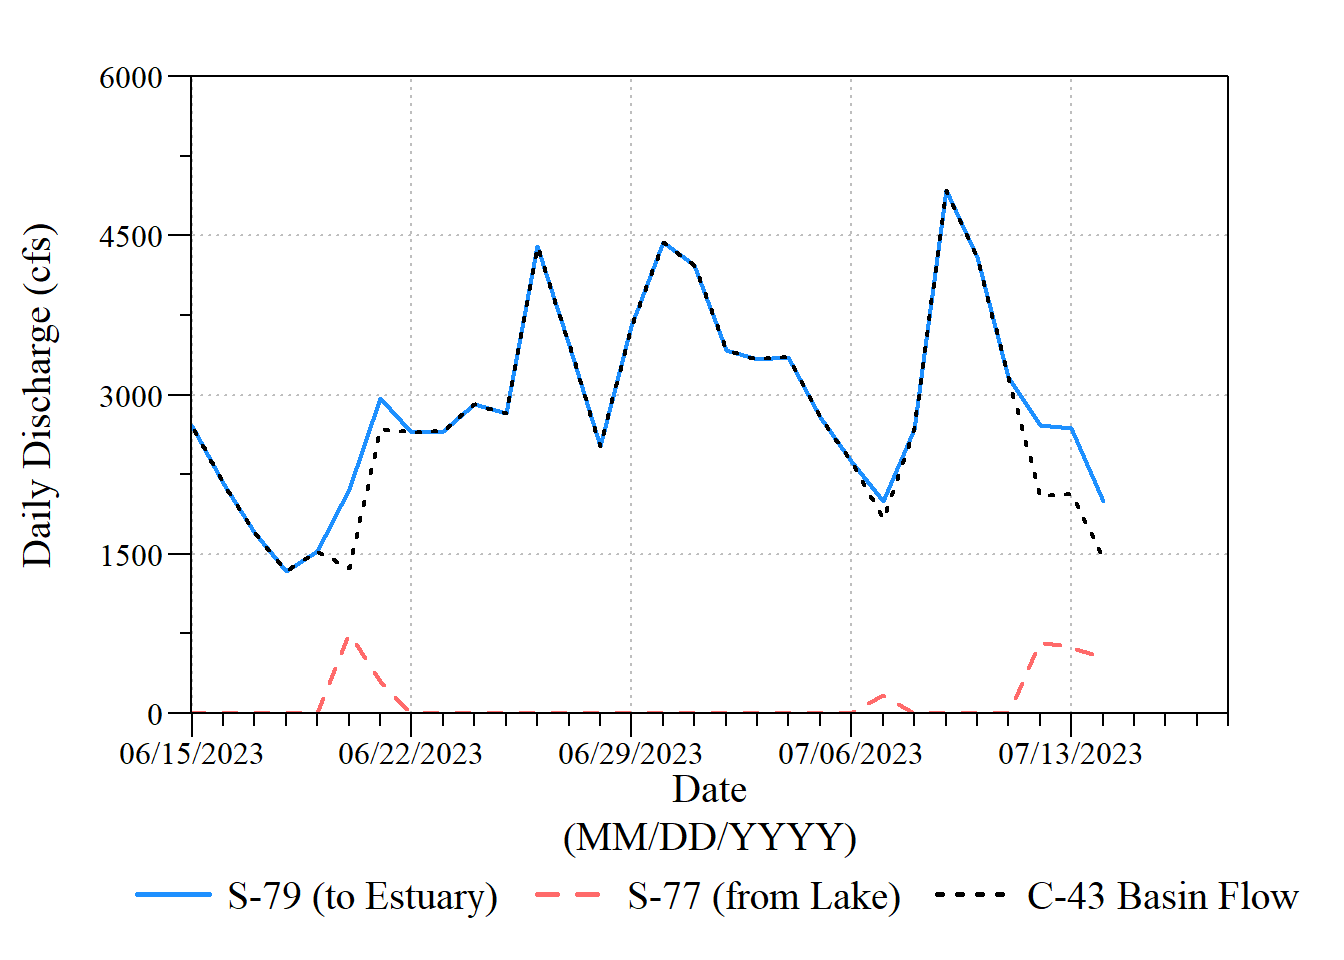 6000
4500
3000
1500
0
Daily Discharge (cfs)
06/15/2023 06/22/2023 06/29/2023 07/06/2023 07/13/2023
Date
(MM/DD/YYYY)
S-79 (to Estuary) S-77 (from Lake) C-43 Basin Flow